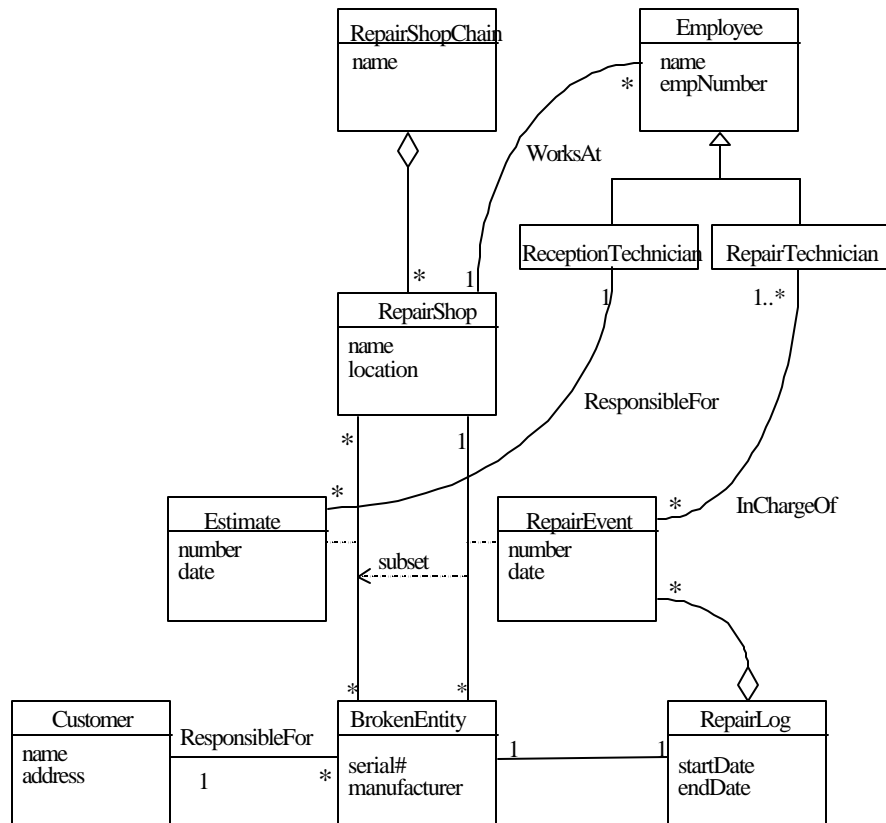 RepairShopChain
name
Employee
name
empNumber
*
WorksAt
ReceptionTechnician
RepairTechnician
*
1
1
1..*
RepairShop
name
location
ResponsibleFor
*
1
*
Estimate
number
date
RepairEvent
number
date
*
InChargeOf
subset
*
*
*
Customer
name
address
ResponsibleFor
1
*
BrokenEntity
serial#
manufacturer
1
1
RepairLog
startDate
endDate